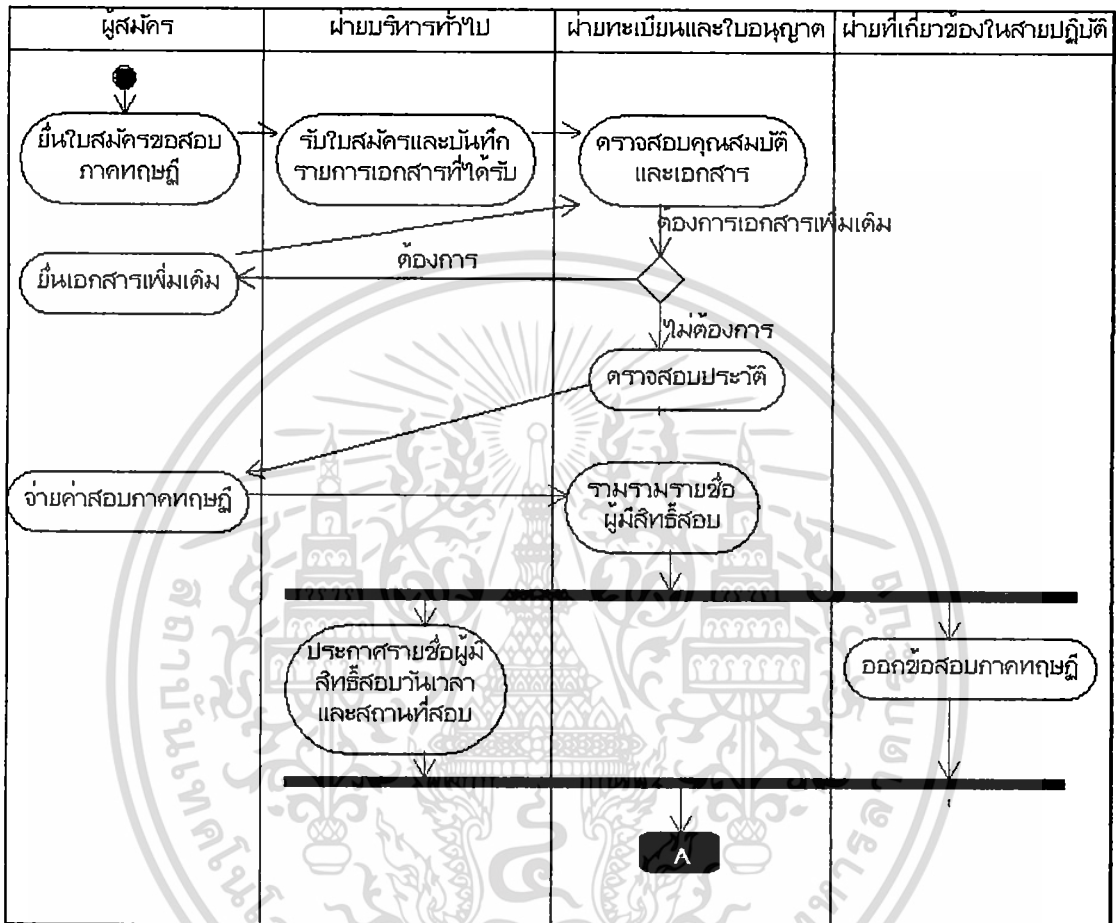 ผู้สมัคร
ฝ่ายบริหารทั่วไป
ฝ่ายทะเบียนและใบอนุญาต
ฝ่ายที่เกี่ยวข้องในสายปฏิบัติ
ยื่นใบสมัครขอสอบ
ภาคทฤษฎี
รับใบสมัครและบันทึก
รายการเอกสารที่ได้รับ
ตรวจสอบคุณสมบัติ
และเอกสาร
ต้องการเอกสารเพิ่มเติม
ยื่นเอกสารเพิ่มเติม
ต้องการ
ไม่ต้องการ
ตรวจสอบประวัติ
จ่ายค่าสอบภาคทฤษฎี
รวมรวมรายชื่อ
ผู้มีสิทธิ์สอบ
ประกาศรายชื่อผู้มี
สิทธิ์สอบวันเวลา
และสถานที่สอบ
ออกข้อสอบภาคทฤษฎี
A